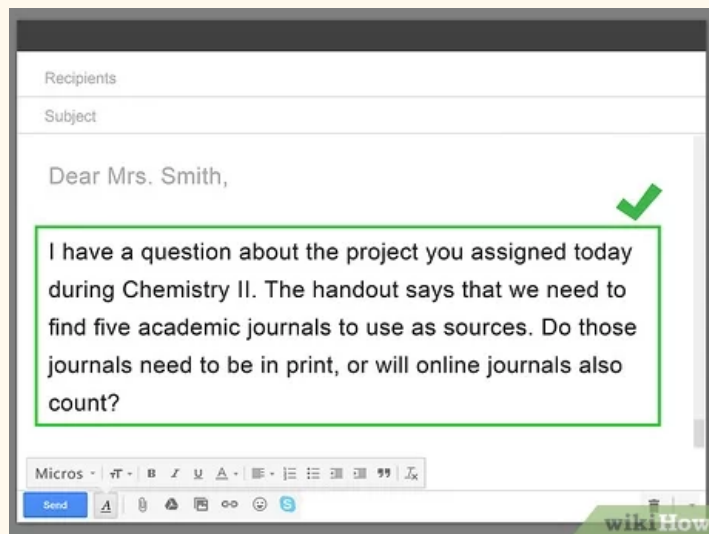 Recipients
Subject
Dear Mrs. Smith,
I have a question about the project you assigned today
during Chemistry II. The handout says that we need to
find five academic journals to use as sources. Do those
journals need to be in print, or will online journals also
count?
Micros
Send
wikiHow